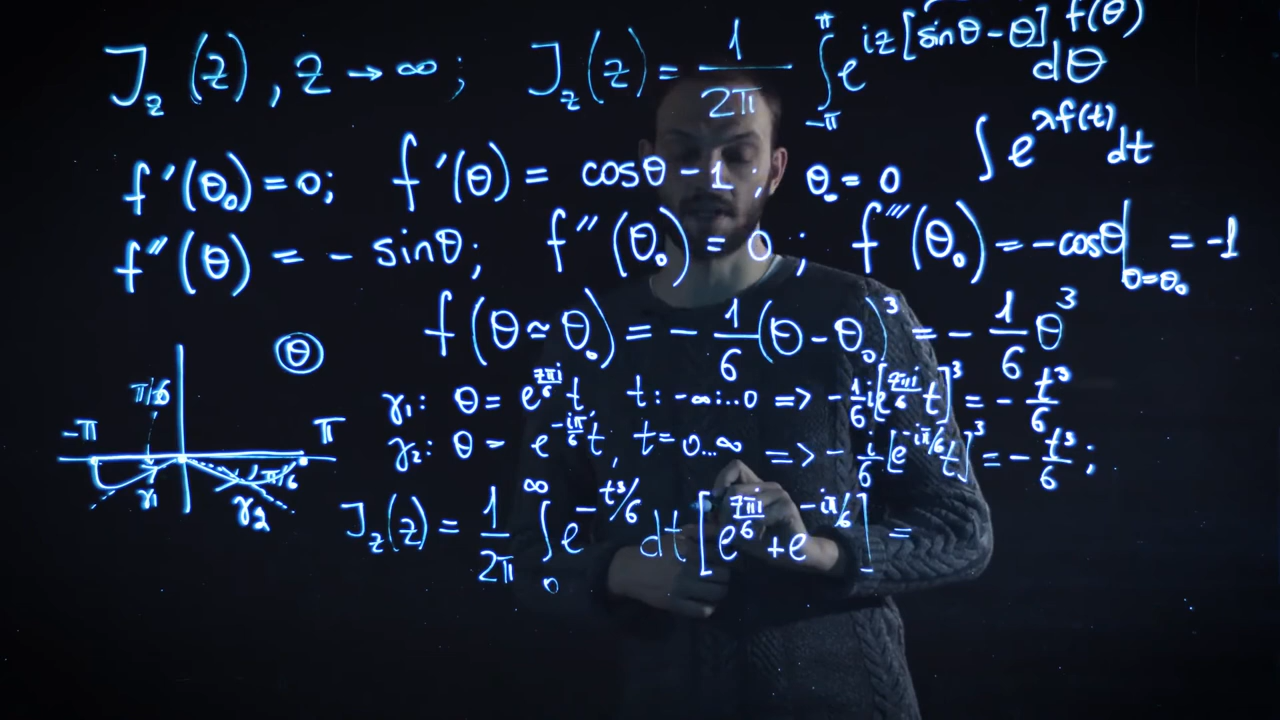 J_z(z), z → ∞; J_z(z) = 1/2π ∫_{-π}^{π} e^{iz[sinθ-θ]} dθ f(θ)
∫ e^{λf(t)} dt
f'(θ₀) = 0; f'(θ) = cosθ - 1; θ₀ = 0
f''(θ) = - sinθ; f''(θ₀) = 0; f'''(θ₀) = -cosθ|_{θ=θ₀} = -1
f(θ ≃ θ₀) = - 1/6 (θ - θ₀)³ = - 1/6 θ³
θ
π/6
-π π
γ₁ γ₂ π/6
γ₁: θ = e^{7πi/6} t t: -∞...0 => - 1/6 i[e^{7πi/6} t]³ = - t³/6
γ₂: θ = e^{-iπ/6} t, t = 0...∞ => - i/6 [e^{-iπ/6} t]³ = - t³/6;
J_z(z) = 1/2π ∫_0^∞ e^{-t³/6} dt [e^{7πi/6} + e^{-iπ/6}] =